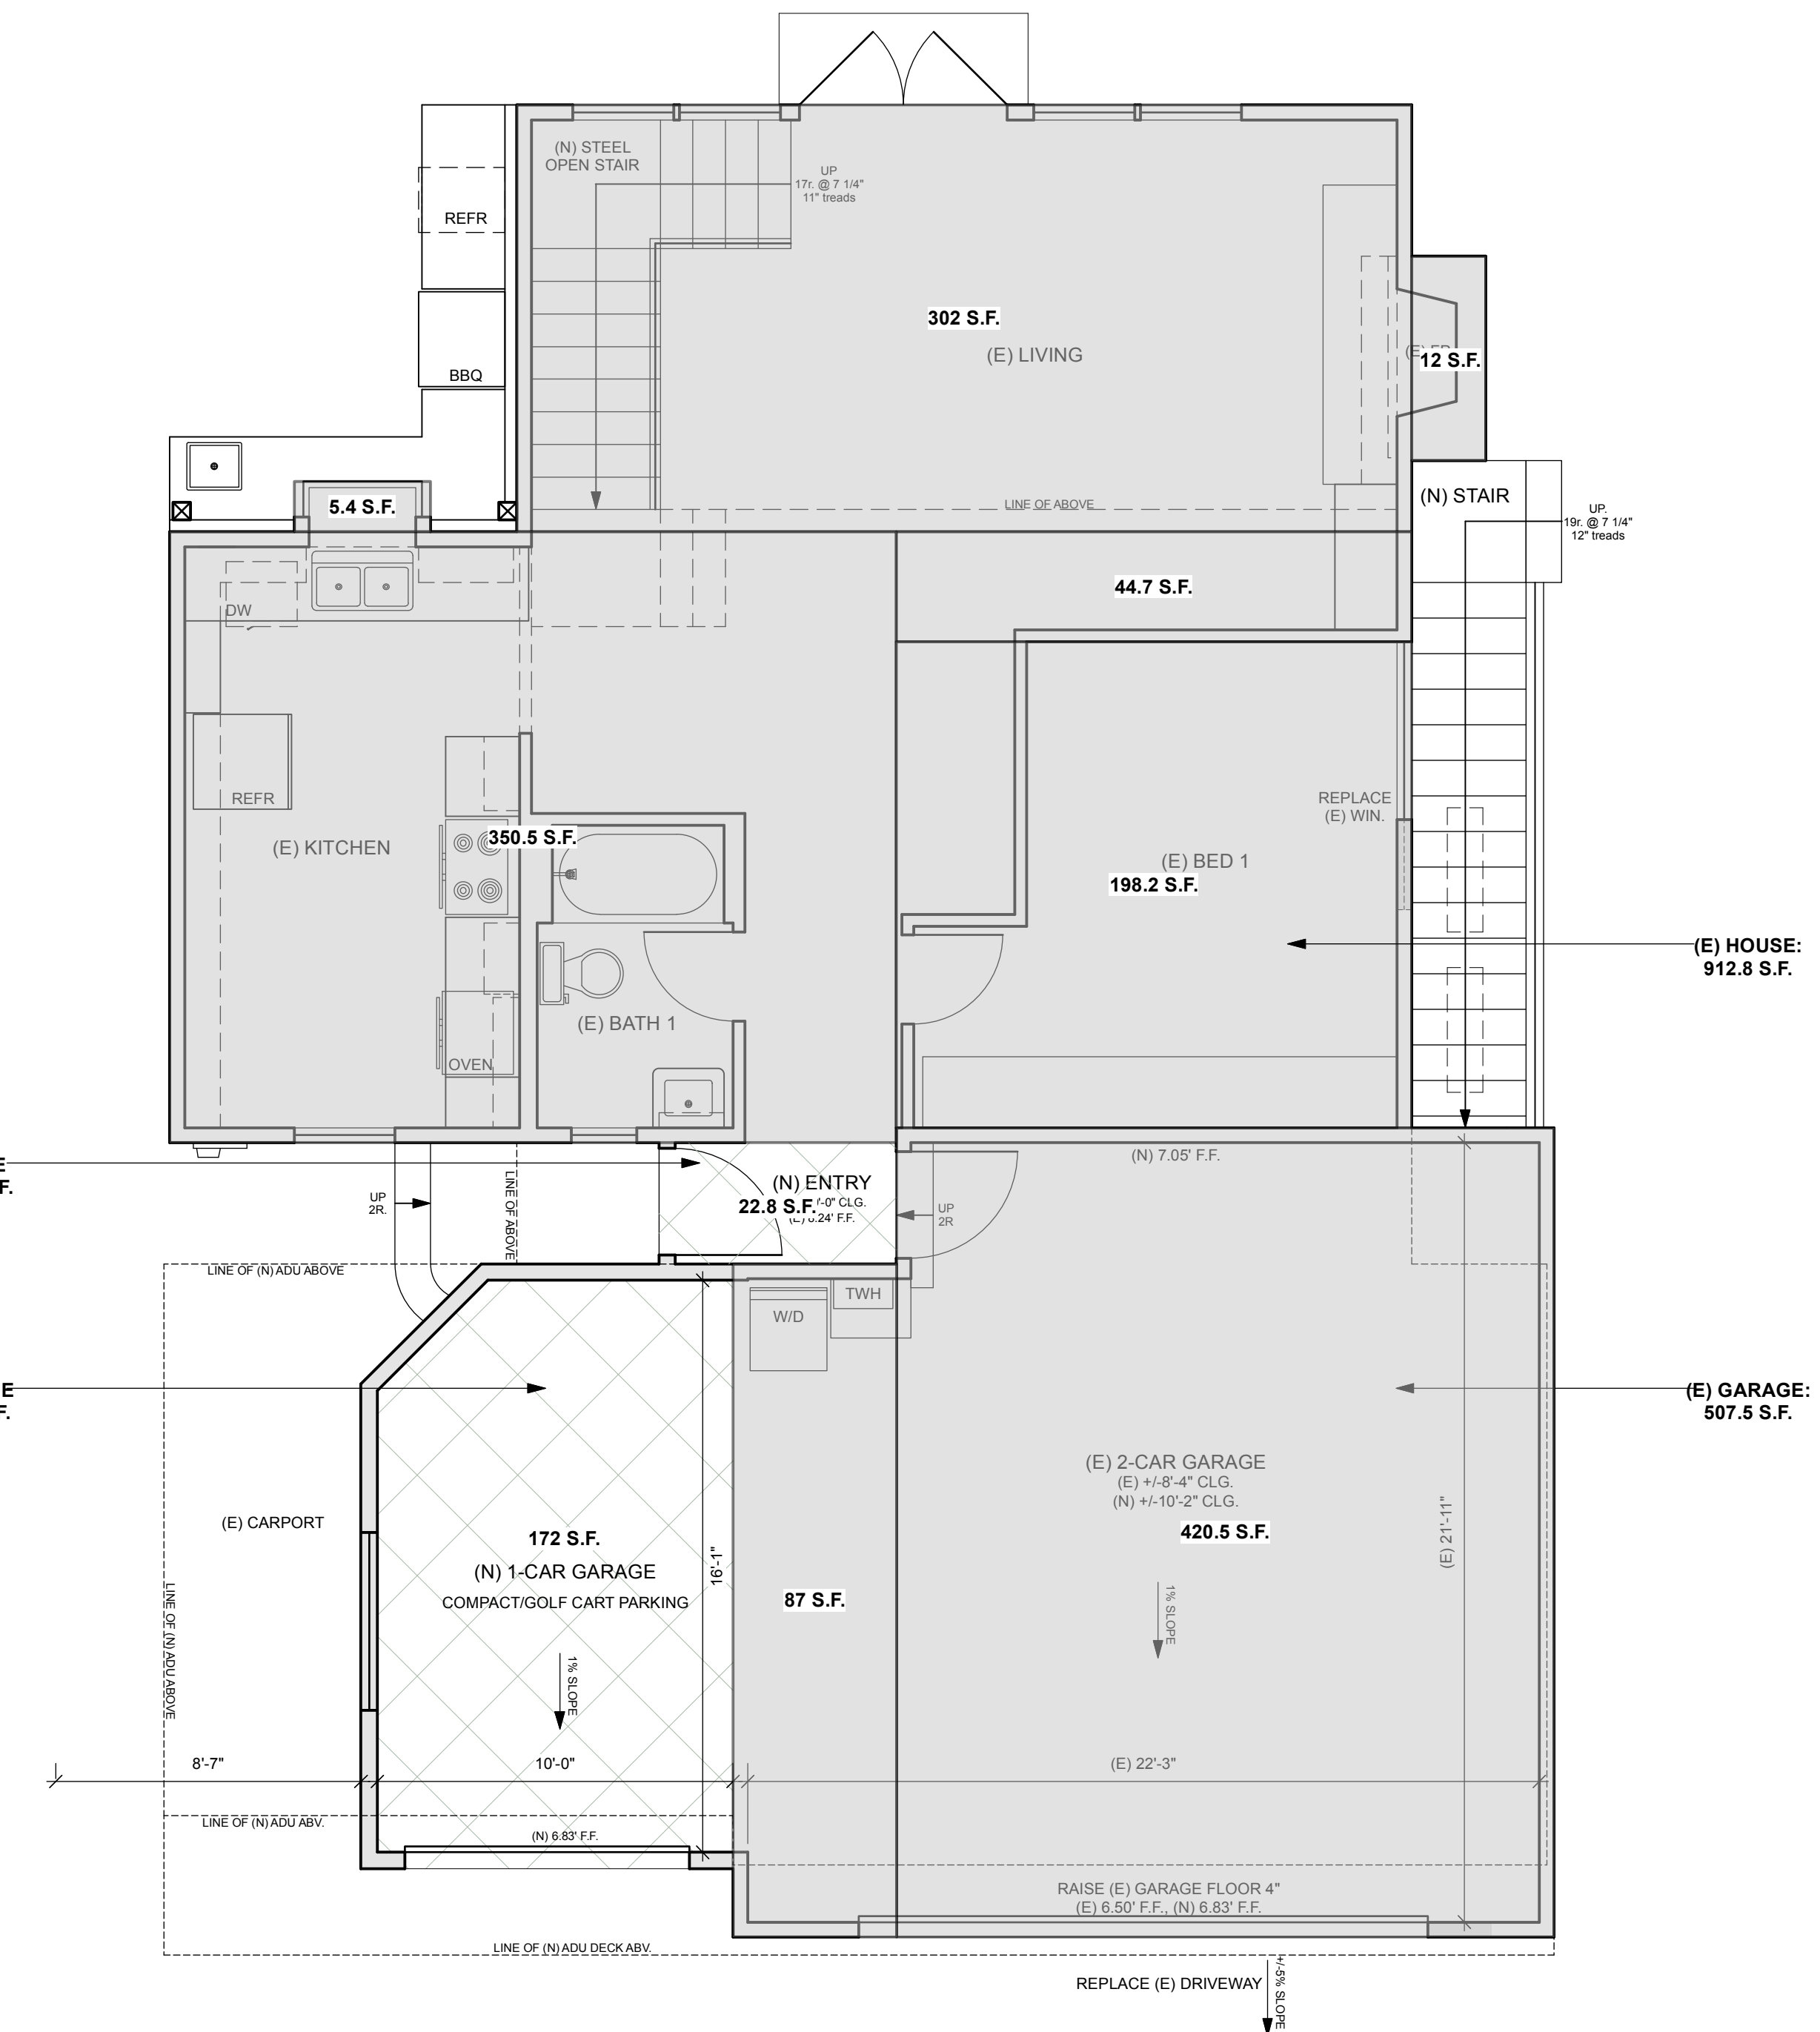 (N) STEEL
OPEN STAIR
UP
17r. @ 7 1/4"
11" treads
REFR
302 S.F.
(E) LIVING
12 S.F.
BBQ
5.4 S.F.
LINE OF ABOVE
(N) STAIR
UP.
19r. @ 7 1/4"
12" treads
DW
44.7 S.F.
REFR
REPLACE
(E) WIN.
350.5 S.F.
(E) KITCHEN
(E) BED 1
198.2 S.F.
(E) HOUSE:
912.8 S.F.
(E) BATH 1
OVEN
(N) 7.05' F.F.
E
F.
(N) ENTRY
22.8 S.F.
'-0" CLG.
UP
2R.
LINE OF ABOVE
UP
2R
LINE OF (N) ADU ABOVE
TWH
W/D
E
F.
(E) GARAGE:
507.5 S.F.
(E) 2-CAR GARAGE
(E) +/-8'-4" CLG.
(N) +/-10'-2" CLG.
420.5 S.F.
(E) 21'-11"
(E) CARPORT
172 S.F.
(N) 1-CAR GARAGE
COMPACT/GOLF CART PARKING
16'-1"
87 S.F.
1% SLOPE
LINE OF (N) ADU ABOVE
1% SLOPE
8'-7"
10'-0"
(E) 22'-3"
LINE OF (N) ADU ABV.
(N) 6.83' F.F.
RAISE (E) GARAGE FLOOR 4"
(E) 6.50' F.F., (N) 6.83' F.F.
LINE OF (N) ADU DECK ABV.
REPLACE (E) DRIVEWAY
+/-5% SLOPE